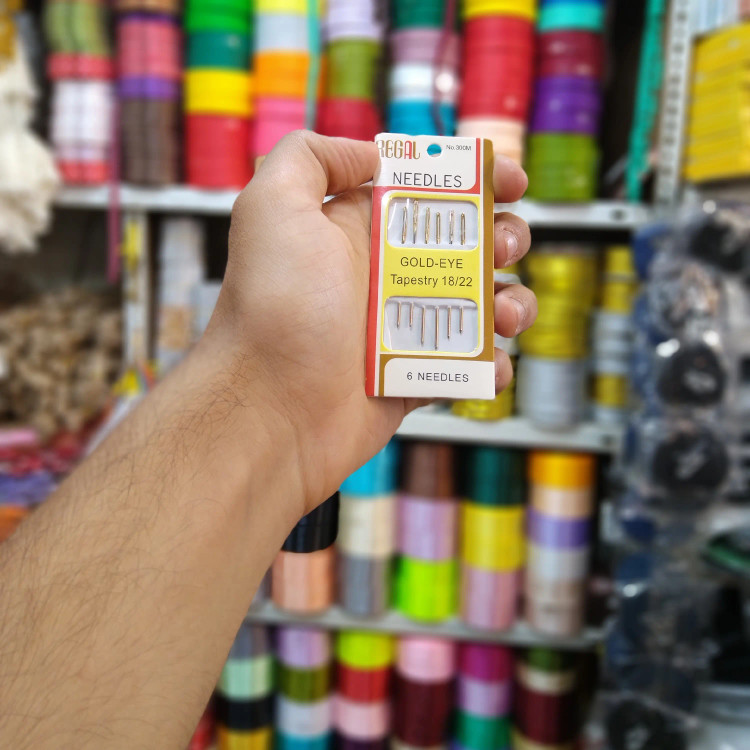 REGAL
No.300M
NEEDLES
GOLD-EYE
Tapestry 18/22
6 NEEDLES